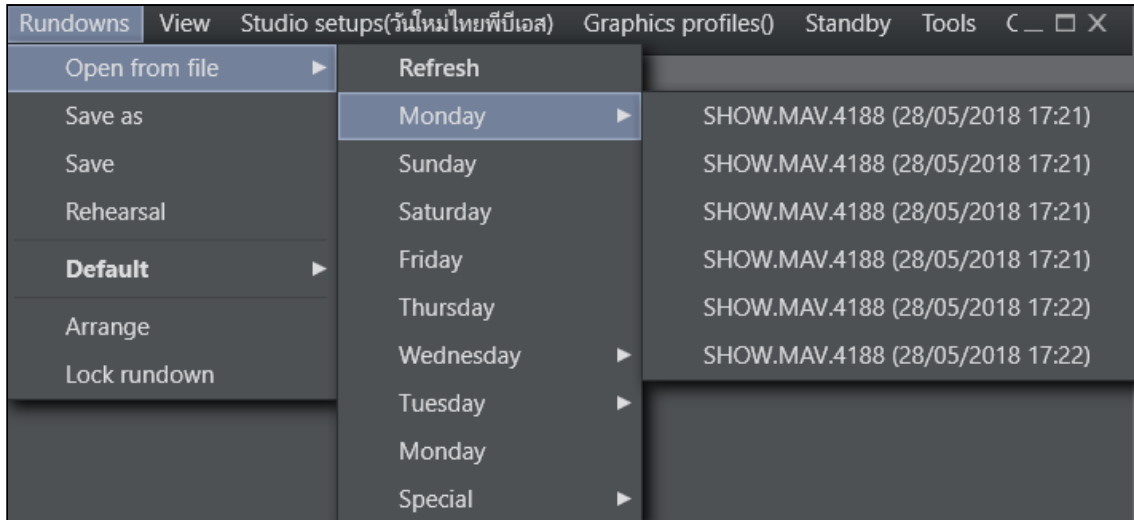 Rundowns View Studio setups(วันใหม่ไทยพีบีเอส) Graphics profiles() Standby Tools
Open from file
Save as
Save
Rehearsal
Default
Arrange
Lock rundown
Refresh
Monday
Sunday
Saturday
Friday
Thursday
Wednesday
Tuesday
Monday
Special
SHOW.MAV.4188 (28/05/2018 17:21)
SHOW.MAV.4188 (28/05/2018 17:21)
SHOW.MAV.4188 (28/05/2018 17:21)
SHOW.MAV.4188 (28/05/2018 17:21)
SHOW.MAV.4188 (28/05/2018 17:22)
SHOW.MAV.4188 (28/05/2018 17:22)